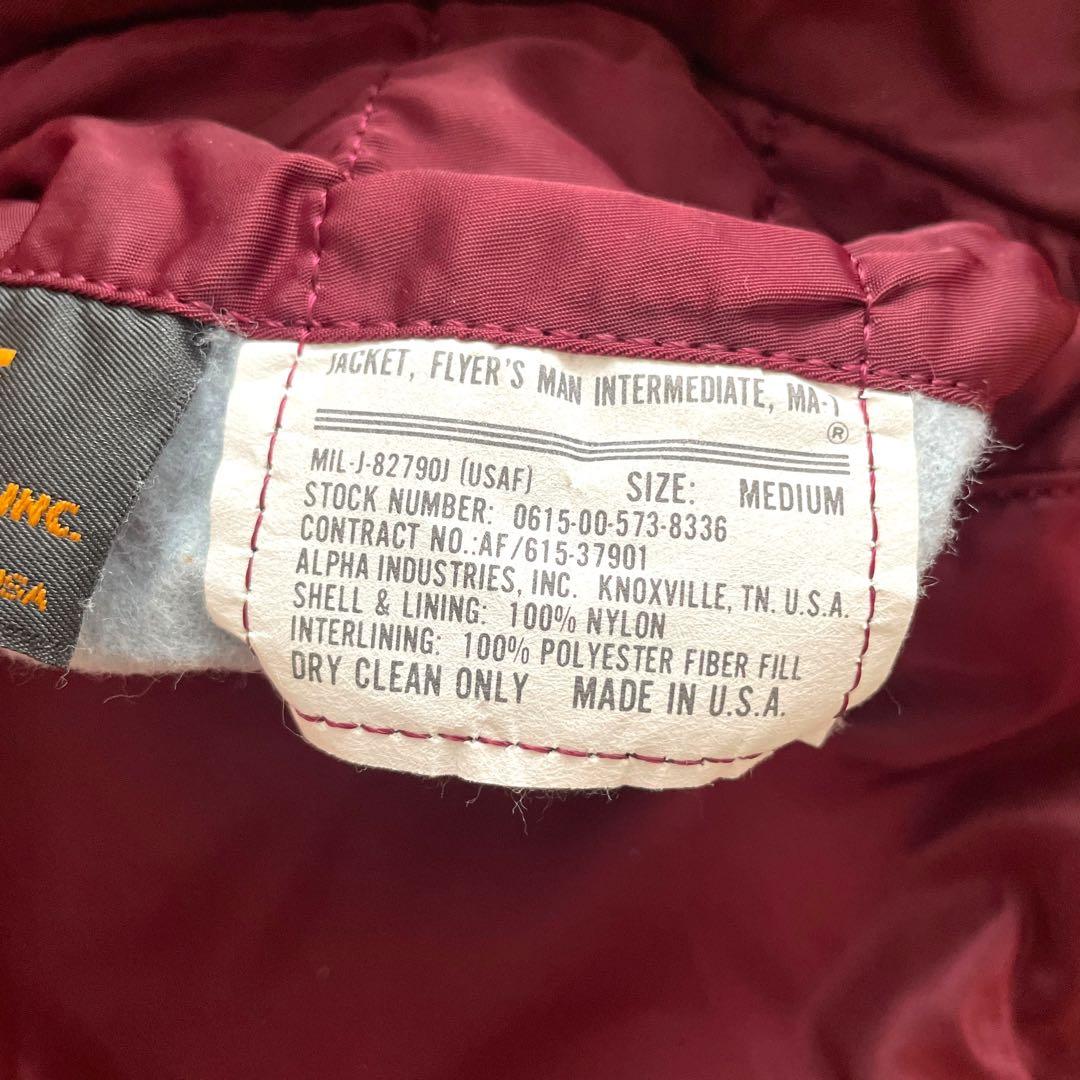 JACKET, FLYER'S MAN INTERMEDIATE, MA-1
®
MIL-J-82790J (USAF) SIZE: MEDIUM
STOCK NUMBER: 0615-00-573-8336
CONTRACT NO.:AF/615-37901
ALPHA INDUSTRIES, INC. KNOXVILLE, TN. U.S.A.
SHELL & LINING: 100% NYLON
INTERLINING: 100% POLYESTER FIBER FILL
DRY CLEAN ONLY MADE IN U.S.A.
INC.
USA